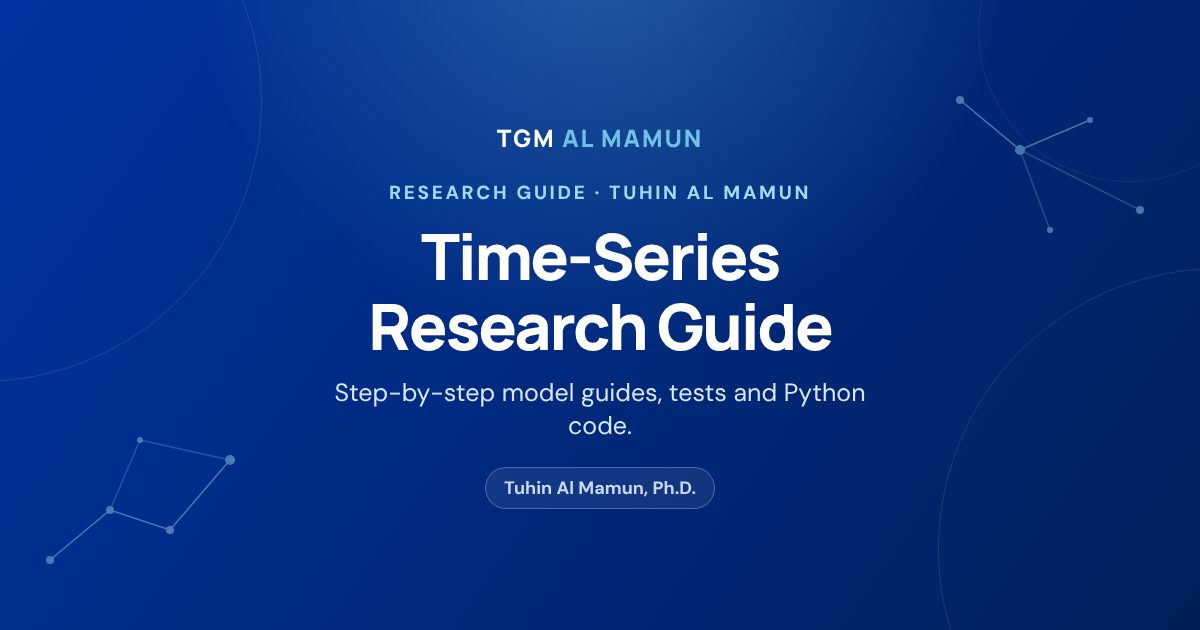 TGM AL MAMUN
RESEARCH GUIDE · TUHIN AL MAMUN
Time-Series
Research Guide
Step-by-step model guides, tests and Python
code.
Tuhin Al Mamun, Ph.D.